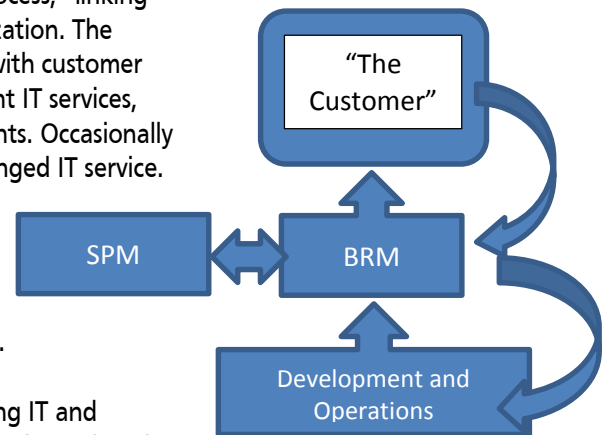 ocess," linking
ation. The
with customer
nt IT services,
nts. Occasionally
nged IT service.
.
ng IT and
“The
Customer”
SPM
BRM
Development and
Operations